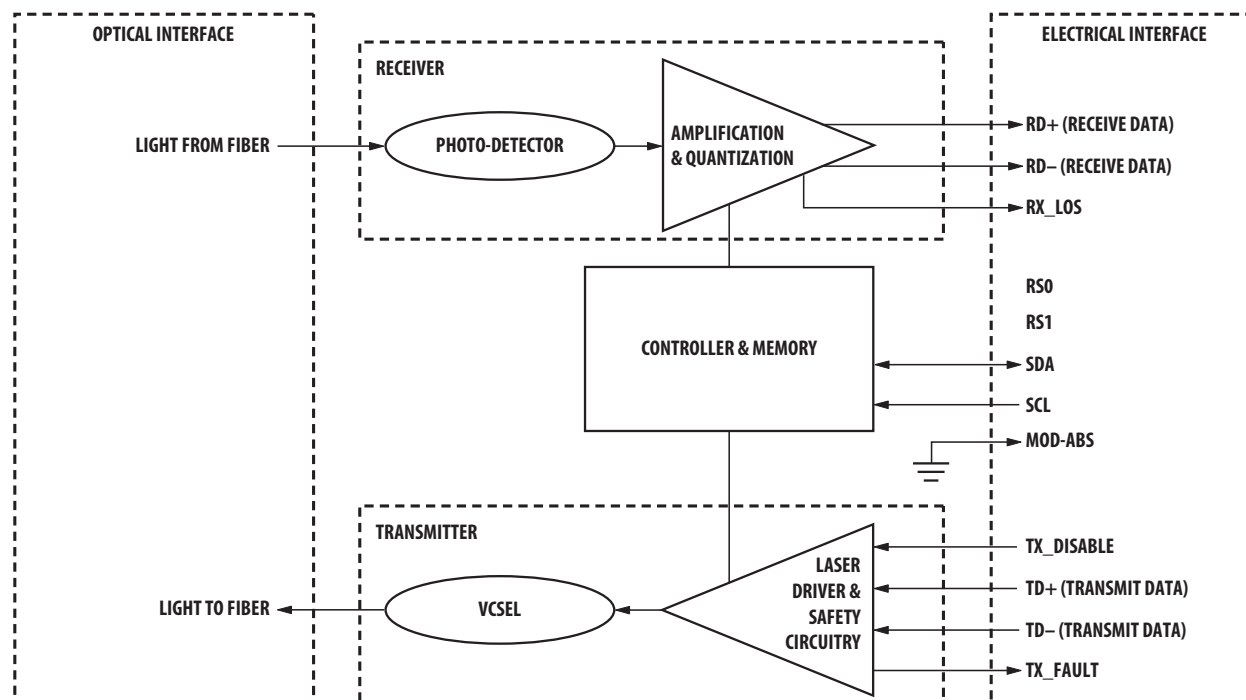 OPTICAL INTERFACE
ELECTRICAL INTERFACE
RECEIVER
LIGHT FROM FIBER
PHOTO-DETECTOR
AMPLIFICATION
& QUANTIZATION
RD+ (RECEIVE DATA)
RD– (RECEIVE DATA)
RX_LOS
RS0
RS1
CONTROLLER & MEMORY
SDA
SCL
MOD-ABS
TRANSMITTER
LIGHT TO FIBER
VCSEL
LASER
DRIVER &
SAFETY
CIRCUITRY
TX_DISABLE
TD+ (TRANSMIT DATA)
TD– (TRANSMIT DATA)
TX_FAULT